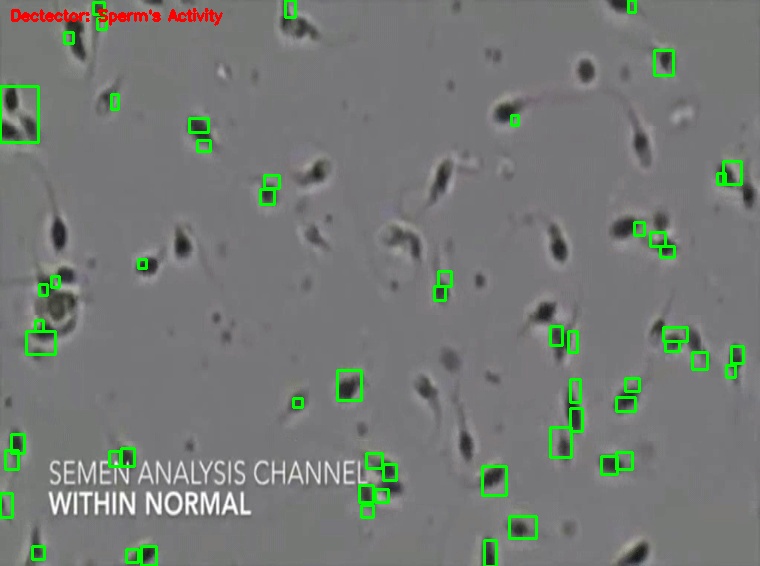 Dectector: Sperm's Activity
SEMEN ANALYSIS CHANNEL
WITHIN NORMAL